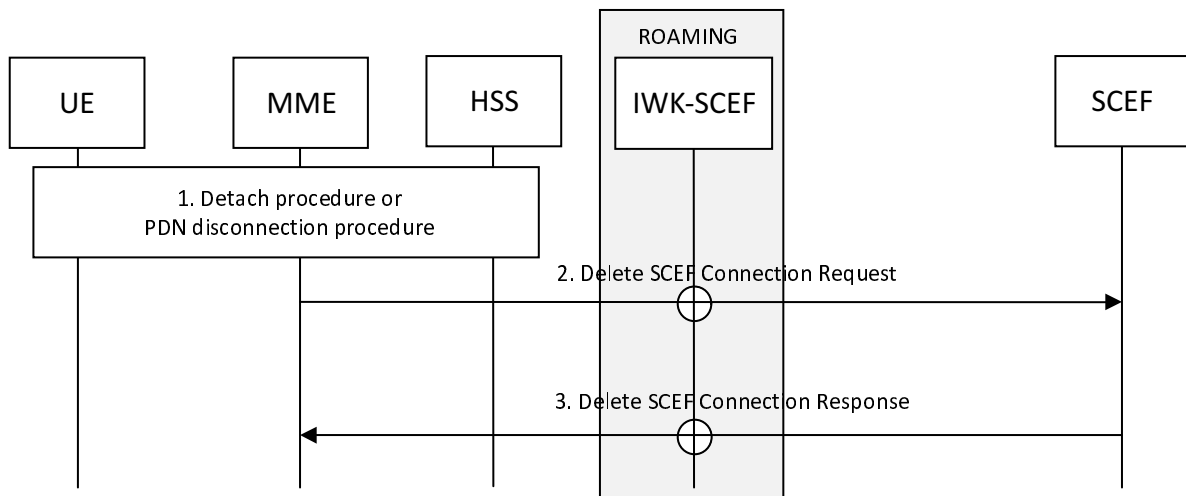 ROAMING
UE
MME
HSS
IWK-SCEF
SCEF
1. Detach procedure or
PDN disconnection procedure
2. Delete SCEF Connection Request
3. Delete SCEF Connection Response